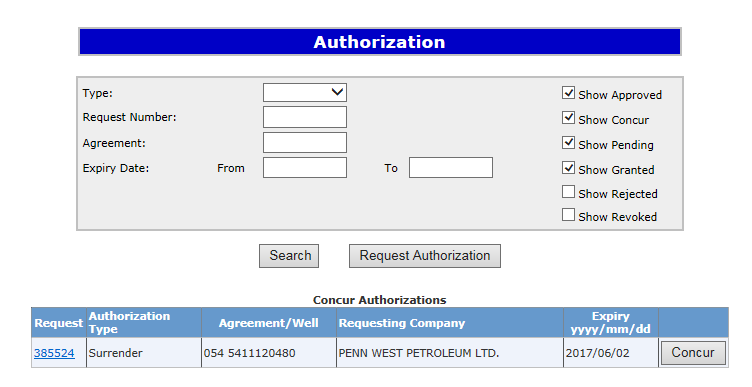 Authorization
Type:
Show Approved
Request Number:
Show Concur
Agreement:
Show Pending
Expiry Date: From To
Show Granted
Show Rejected
Show Revoked
Search Request Authorization
Concur Authorizations
Request Authorization Type Agreement/Well Requesting Company Expiry yyyy/mm/dd
385524 Surrender 054 5411120480 PENN WEST PETROLEUM LTD. 2017/06/02 Concur